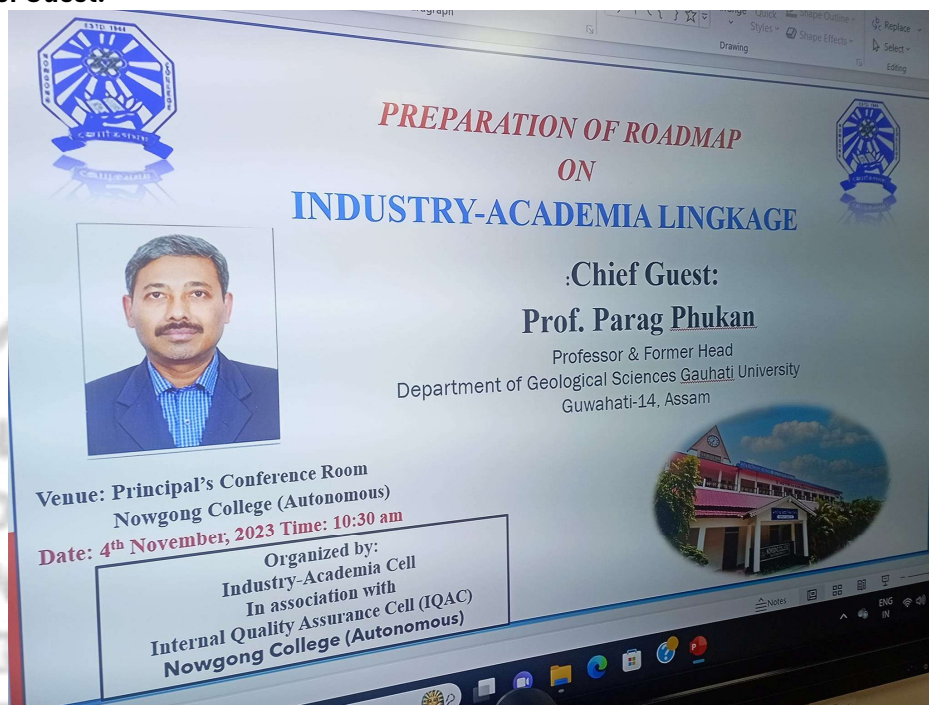 Guest:
Replace
Select
Editing
Styles
Shape Outline
Shape Effects
Drawing
ESTD 1944
PREPARATION OF ROADMAP
ON
INDUSTRY-ACADEMIA LINGKAGE
:Chief Guest:
Prof. Parag Phukan
Professor & Former Head
Department of Geological Sciences Gauhati University
Guwahati-14, Assam
Venue: Principal's Conference Room
Nowgong College (Autonomous)
Date: 4th November, 2023 Time: 10:30 am
Organized by:
Industry-Academia Cell
In association with
Internal Quality Assurance Cell (IQAC)
Nowgong College (Autonomous)
Notes
ENG
IN